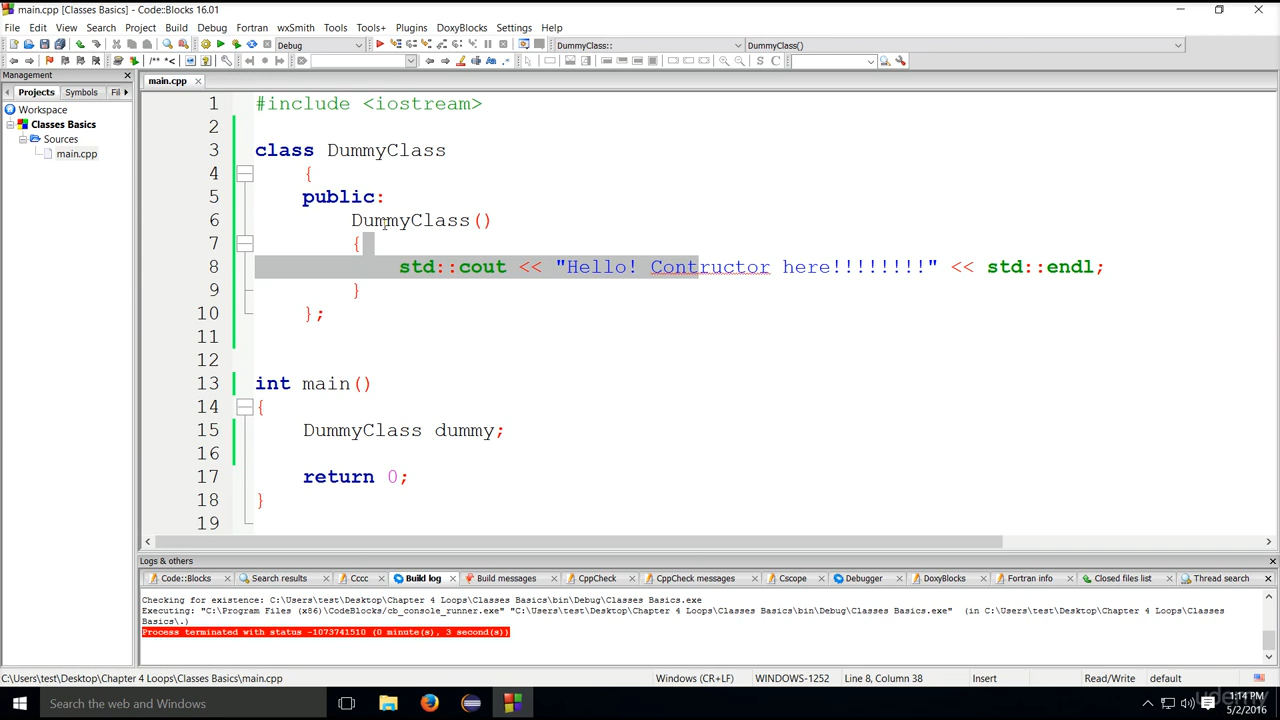 main.cpp [Classes Basics] - Code::Blocks 16.01
File Edit View Search Project Build Debug Fortran wxSmith Tools Tools+ Plugins DoxyBlocks Settings Help
Debug DummyClass:: DummyClass()
/** *<
Management
main.cpp
Projects Symbols Fil
Workspace
Classes Basics
Sources
main.cpp
1 #include <iostream>
2
3 class DummyClass
4 {
5 public:
6 DummyClass()
7 {
8 std::cout << "Hello! Contructor here!!!!!!!!" << std::endl;
9 }
10 };
11
12
13 int main()
14 {
15 DummyClass dummy;
16
17 return 0;
18 }
19
Logs & others
Code::Blocks Search results Cccc Build log Build messages CppCheck CppCheck messages Cscope Debugger DoxyBlocks Fortran info Closed files list Thread search
Checking for existence: C:\Users\test\Desktop\Chapter 4 Loops\Classes Basics\bin\Debug\Classes Basics.exe
Executing: "C:\Program Files (x86)\CodeBlocks/cb_console_runner.exe" "C:\Users\test\Desktop\Chapter 4 Loops\Classes Basics\bin\Debug\Classes Basics.exe" (in C:\Users\test\Desktop\Chapter 4 Loops\Classes
Basics\.)
Process terminated with status -1073741510 (0 minute(s), 3 second(s))
C:\Users\test\Desktop\Chapter 4 Loops\Classes Basics\main.cpp Windows (CR+LF) WINDOWS-1252 Line 8, Column 38 Insert Read/Write default
Search the web and Windows
1:14 PM
5/2/2016
udemy